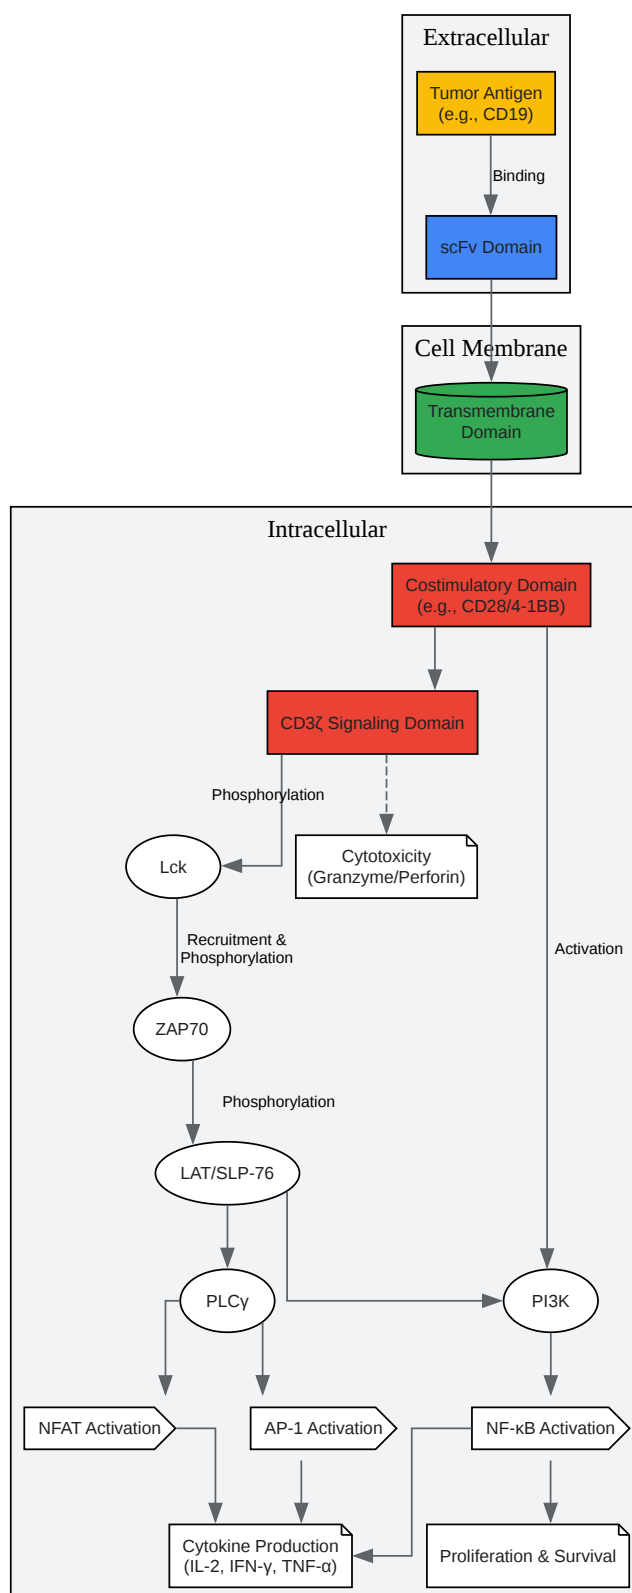 Extracellular
Tumor Antigen
(e.g., CD19)
Binding
scFv Domain
Cell Membrane
Transmembrane
Domain
Intracellular
Costimulatory Domain
(e.g., CD28/4-1BB)
CD3ζ Signaling Domain
Phosphorylation
Cytotoxicity
(Granzyme/Perforin)
Lck
Recruitment &
Phosphorylation
Activation
ZAP70
Phosphorylation
LAT/SLP-76
PLCγ
PI3K
NFAT Activation
AP-1 Activation
NF-κB Activation
Cytokine Production
(IL-2, IFN-γ, TNF-α)
Proliferation & Survival